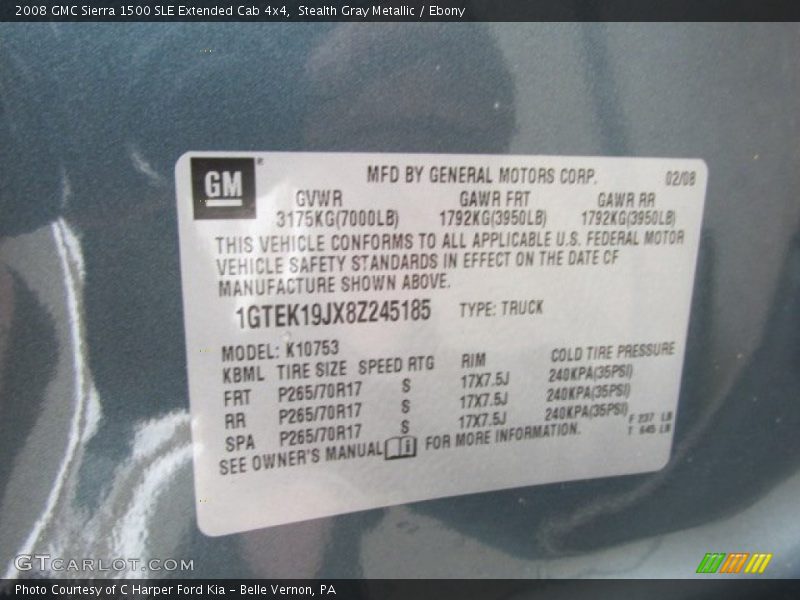 2008 GMC Sierra 1500 SLE Extended Cab 4x4, Stealth Gray Metallic / Ebony
GM ®
MFD BY GENERAL MOTORS CORP. 02/08
GVWR GAWR FRT GAWR RR
3175KG(7000LB) 1792KG(3950LB) 1792KG(3950LB)
THIS VEHICLE CONFORMS TO ALL APPLICABLE U.S. FEDERAL MOTOR
VEHICLE SAFETY STANDARDS IN EFFECT ON THE DATE OF
MANUFACTURE SHOWN ABOVE.
1GTEK19JX8Z245185 TYPE: TRUCK
MODEL: K10753
KBML TIRE SIZE SPEED RTG RIM COLD TIRE PRESSURE
FRT P265/70R17 S 17X7.5J 240KPA(35PSI)
RR P265/70R17 S 17X7.5J 240KPA(35PSI)
SPA P265/70R17 S 17X7.5J 240KPA(35PSI)
SEE OWNER'S MANUAL FOR MORE INFORMATION.
F 237 LB
T 645 LB
GTCARLOT.COM
Photo Courtesy of C Harper Ford Kia – Belle Vernon, PA